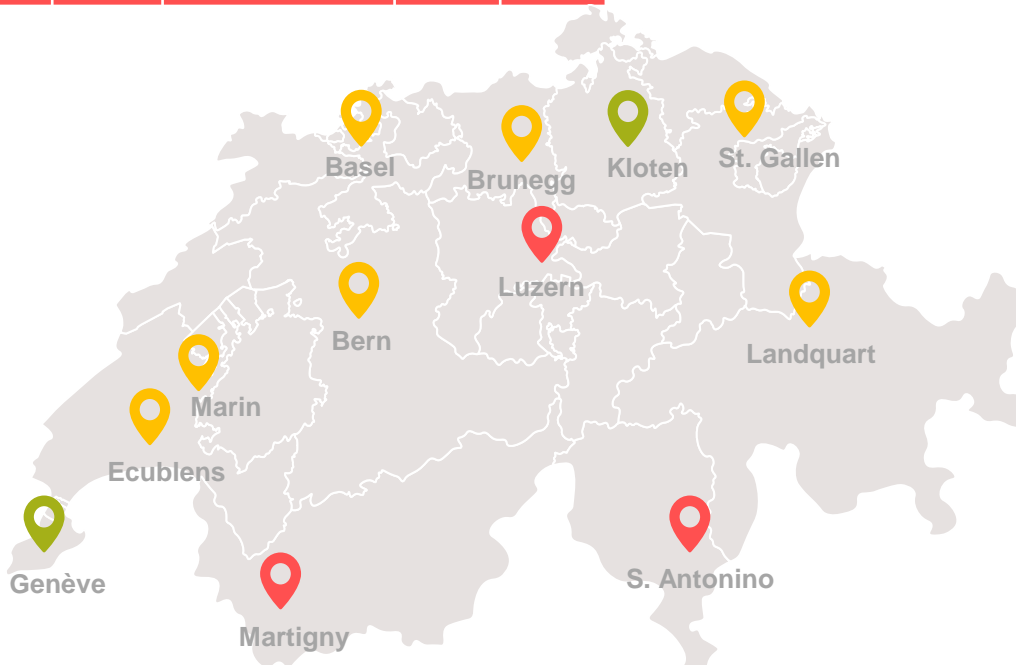 Basel
Brunegg
Kloten
St. Gallen
Luzern
Bern
Landquart
Marin
Ecublens
Genève
S. Antonino
Martigny